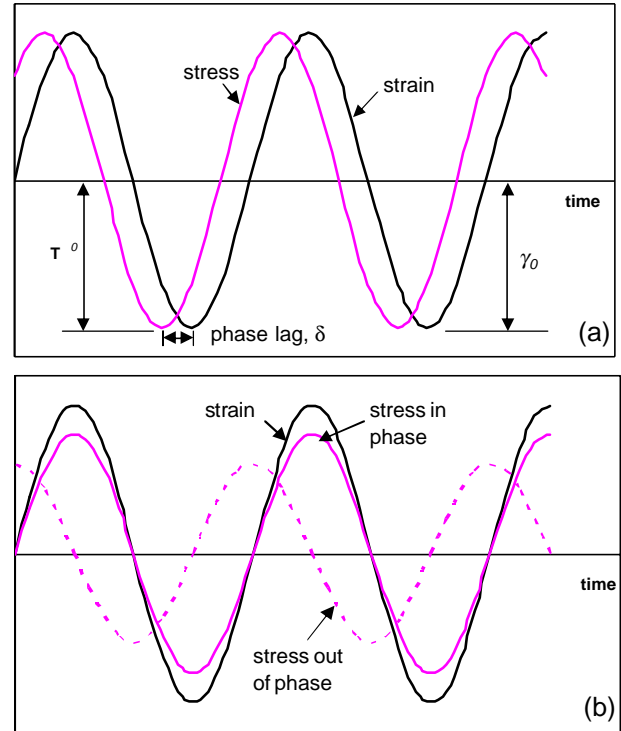 stress
strain
time
T 0
γ0
phase lag, δ
(a)
strain
stress in
phase
time
stress out
of phase
(b)